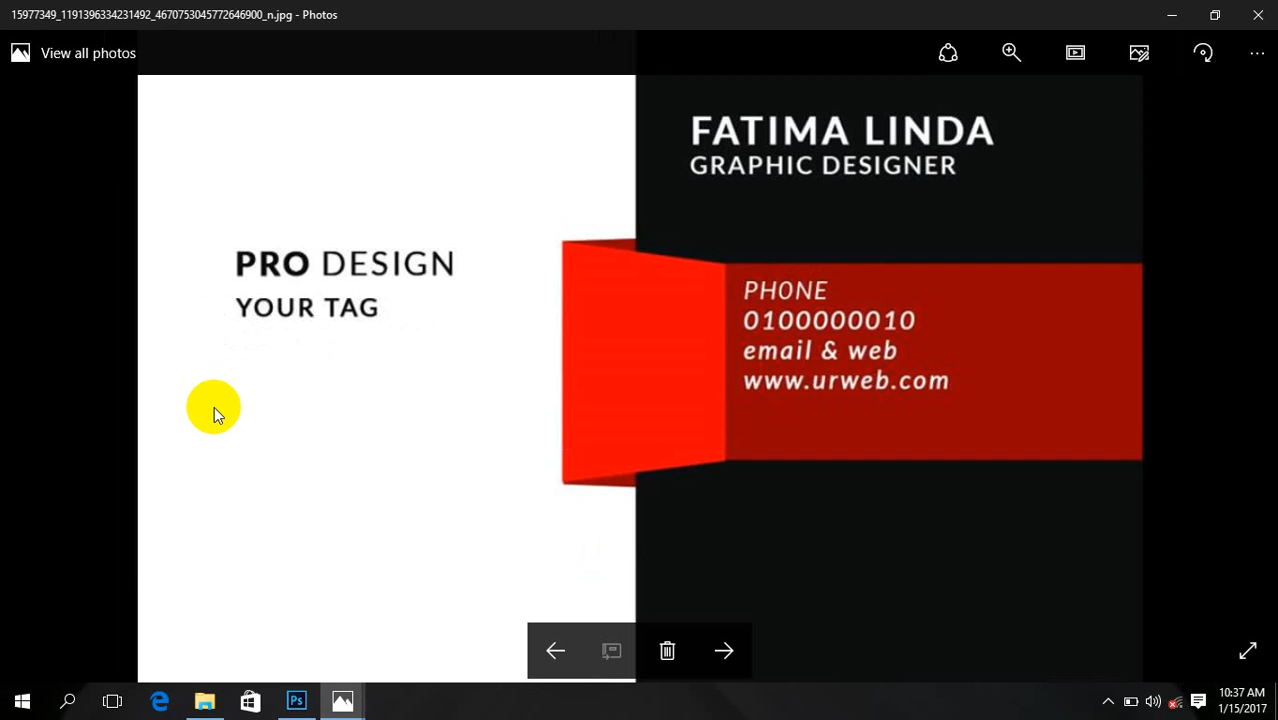 15977349_1191396334231492_4670753045772646900_n.jpg - Photos
View all photos
FATIMA LINDA
GRAPHIC DESIGNER
PRO DESIGN
YOUR TAG
PHONE
0100000010
email & web
www.urweb.com
Ps
10:37 AM
1/15/2017